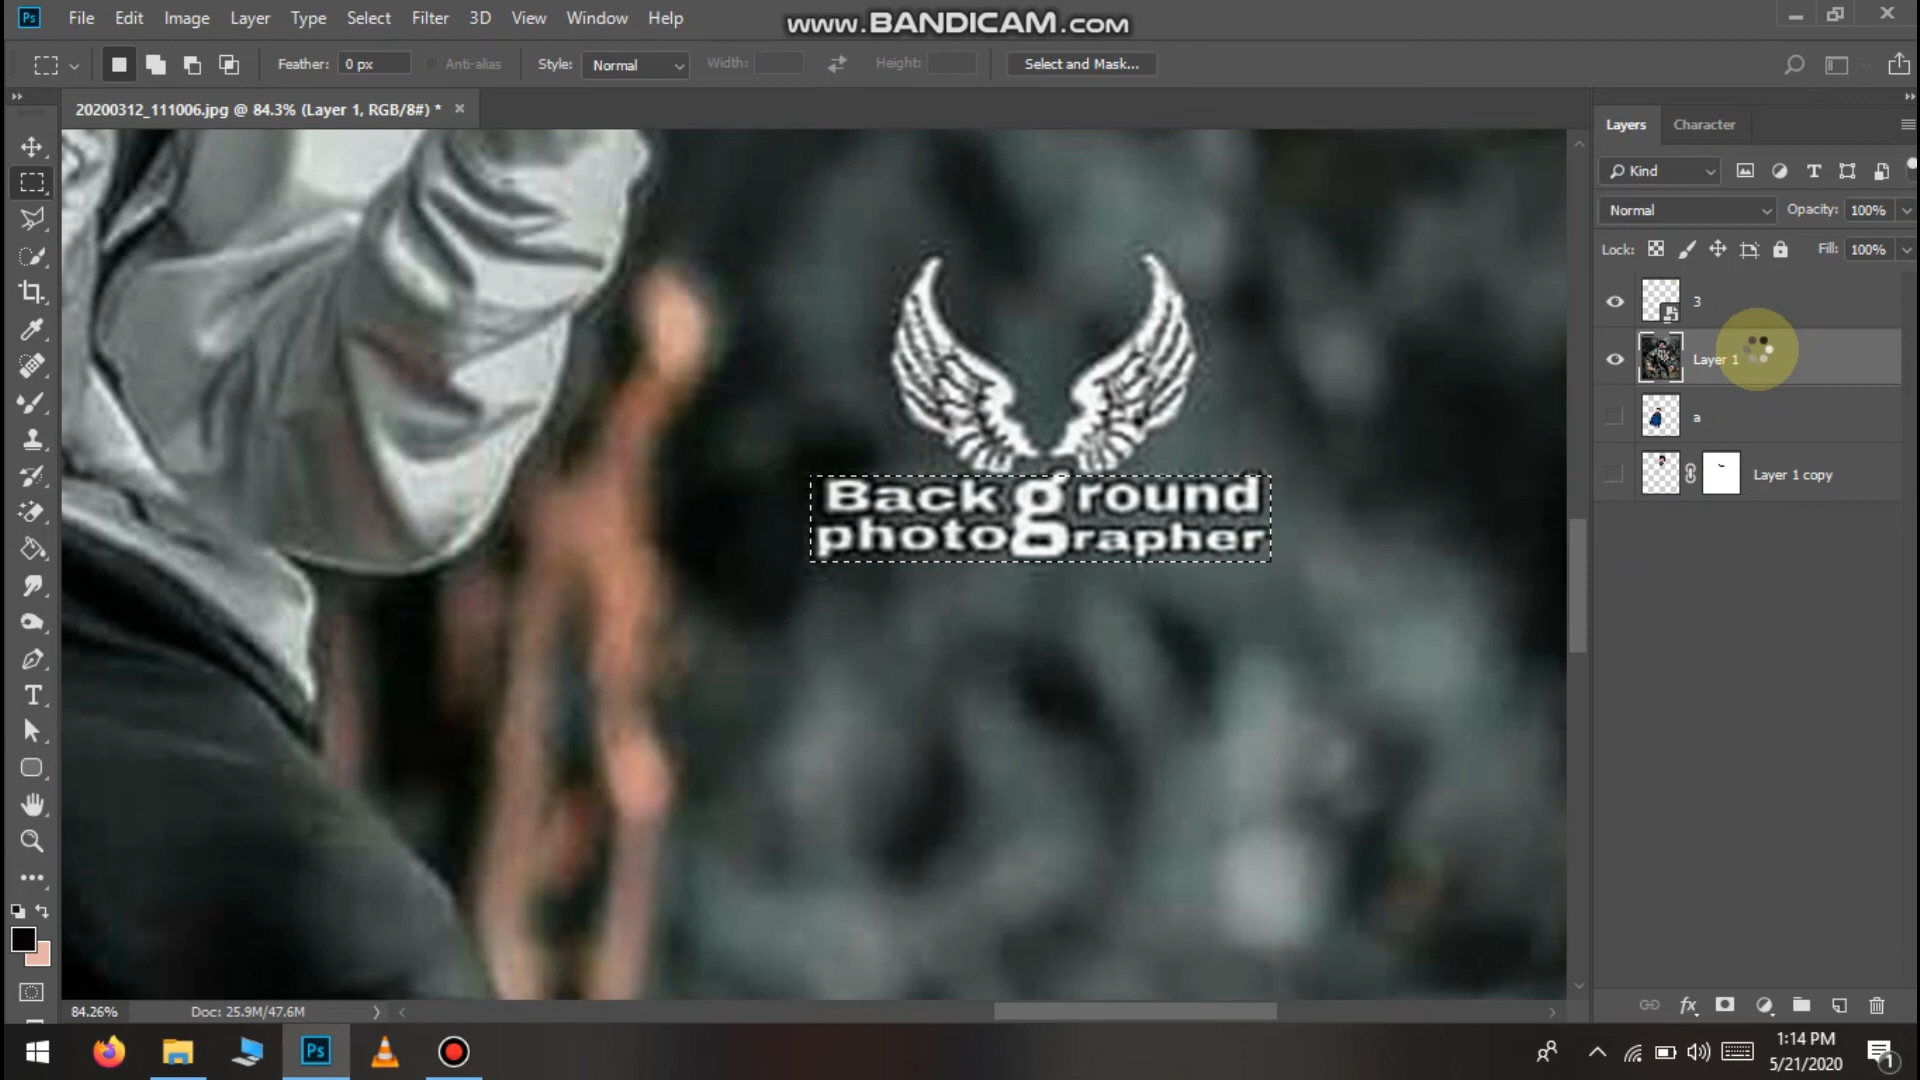 File Edit Image Layer Type Select Filter 3D View Window Help
www.BANDICAM.com
Feather: 0 px Anti-alias Style: Normal Width: Height: Select and Mask...
20200312_111006.jpg @ 84.3% (Layer 1, RGB/8#) *
Layers Character
Kind
Normal Opacity: 100%
Lock: Fill: 100%
3
Layer 1
a
Layer 1 copy
Background
photographer
84.26% Doc: 25.9M/47.6M
1:14 PM
5/21/2020
1